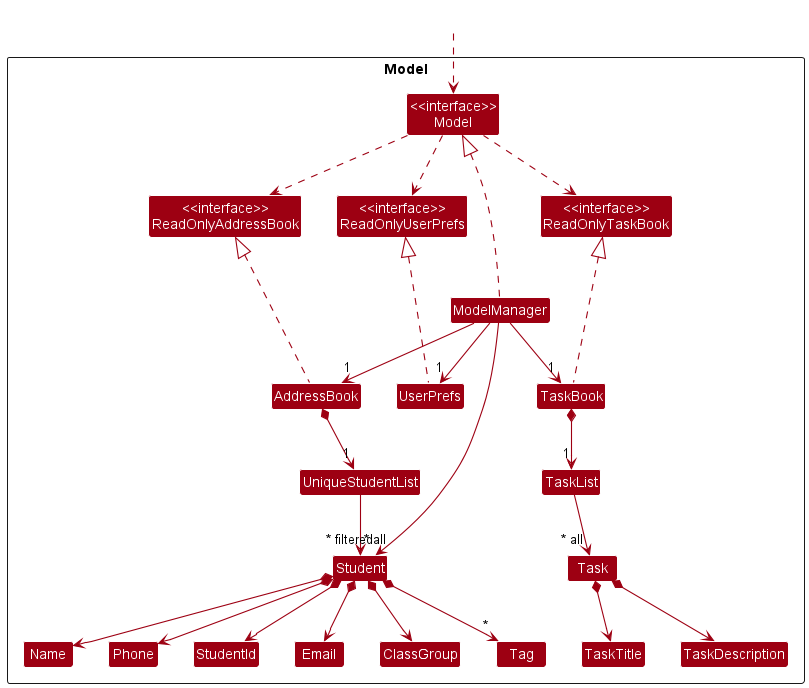 Model
<<interface>>
Model
<<interface>>
ReadOnlyAddressBook
<<interface>>
ReadOnlyUserPrefs
<<interface>>
ReadOnlyTaskBook
ModelManager
1
1
1
AddressBook
UserPrefs
TaskBook
1
1
UniqueStudentList
TaskList
* filtered
* all
* all
Student
Task
*
Name
Phone
StudentId
Email
ClassGroup
Tag
TaskTitle
TaskDescription